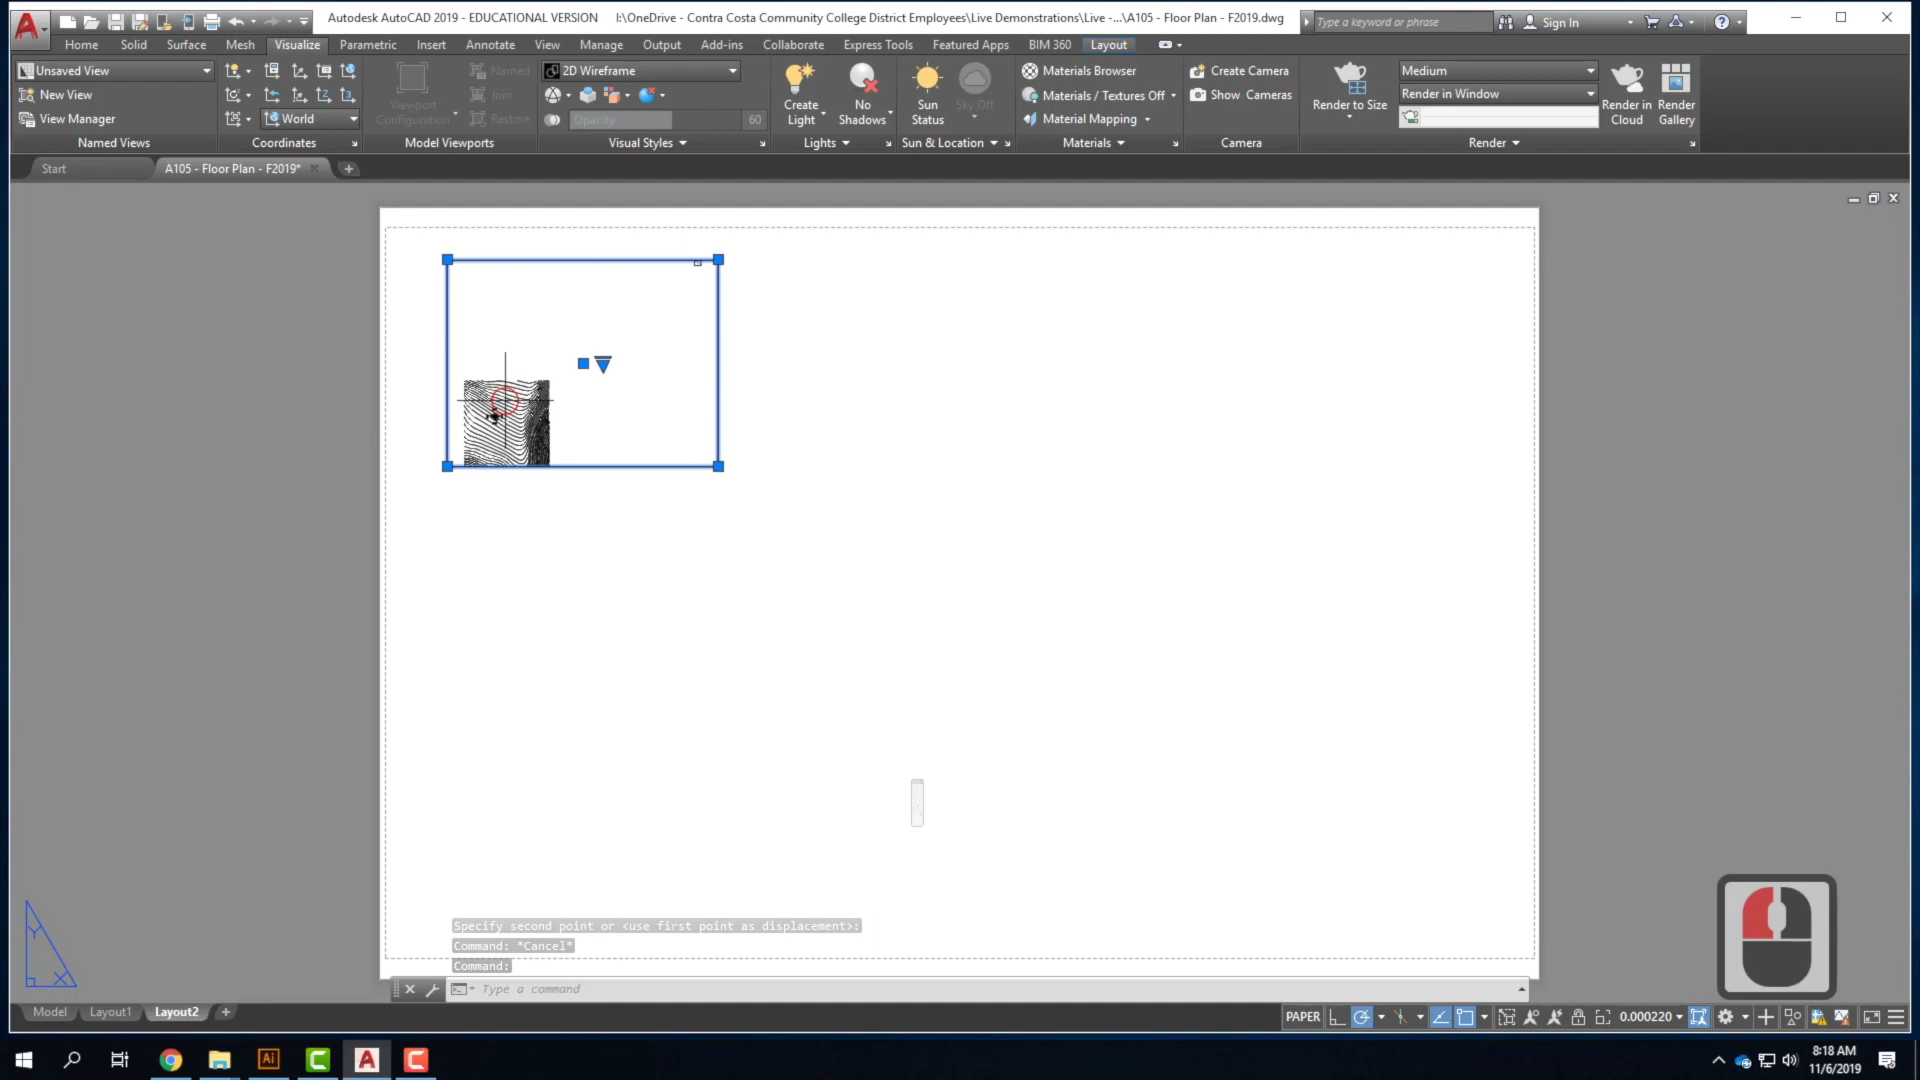 Autodesk AutoCAD 2019 - EDUCATIONAL VERSION I:\OneDrive - Contra Costa Community College District Employees\Live Demonstrations\Live -...\A105 - Floor Plan - F2019.dwg
Type a keyword or phrase
Sign In
Home Solid Surface Mesh Visualize Parametric Insert Annotate View Manage Output Add-ins Collaborate Express Tools Featured Apps BIM 360 Layout
Unsaved View
New View
View Manager
Named Views
World
Coordinates
Viewport
Configuration
Named
Join
Restore
Model Viewports
2D Wireframe
Opacity 60
Visual Styles
Create
Light
No
Shadows
Lights
Sun
Status
Sky Off
Sun & Location
Materials Browser
Materials / Textures Off
Material Mapping
Materials
Create Camera
Show Cameras
Camera
Render to Size
Medium
Render in Window
Render in
Cloud
Render
Gallery
Render
Start A105 - Floor Plan - F2019*
Specify second point or <use first point as displacement>:
Command: *Cancel*
Command:
Type a command
Y
X
Model Layout1 Layout2
PAPER 0.000220
8:18 AM
11/6/2019